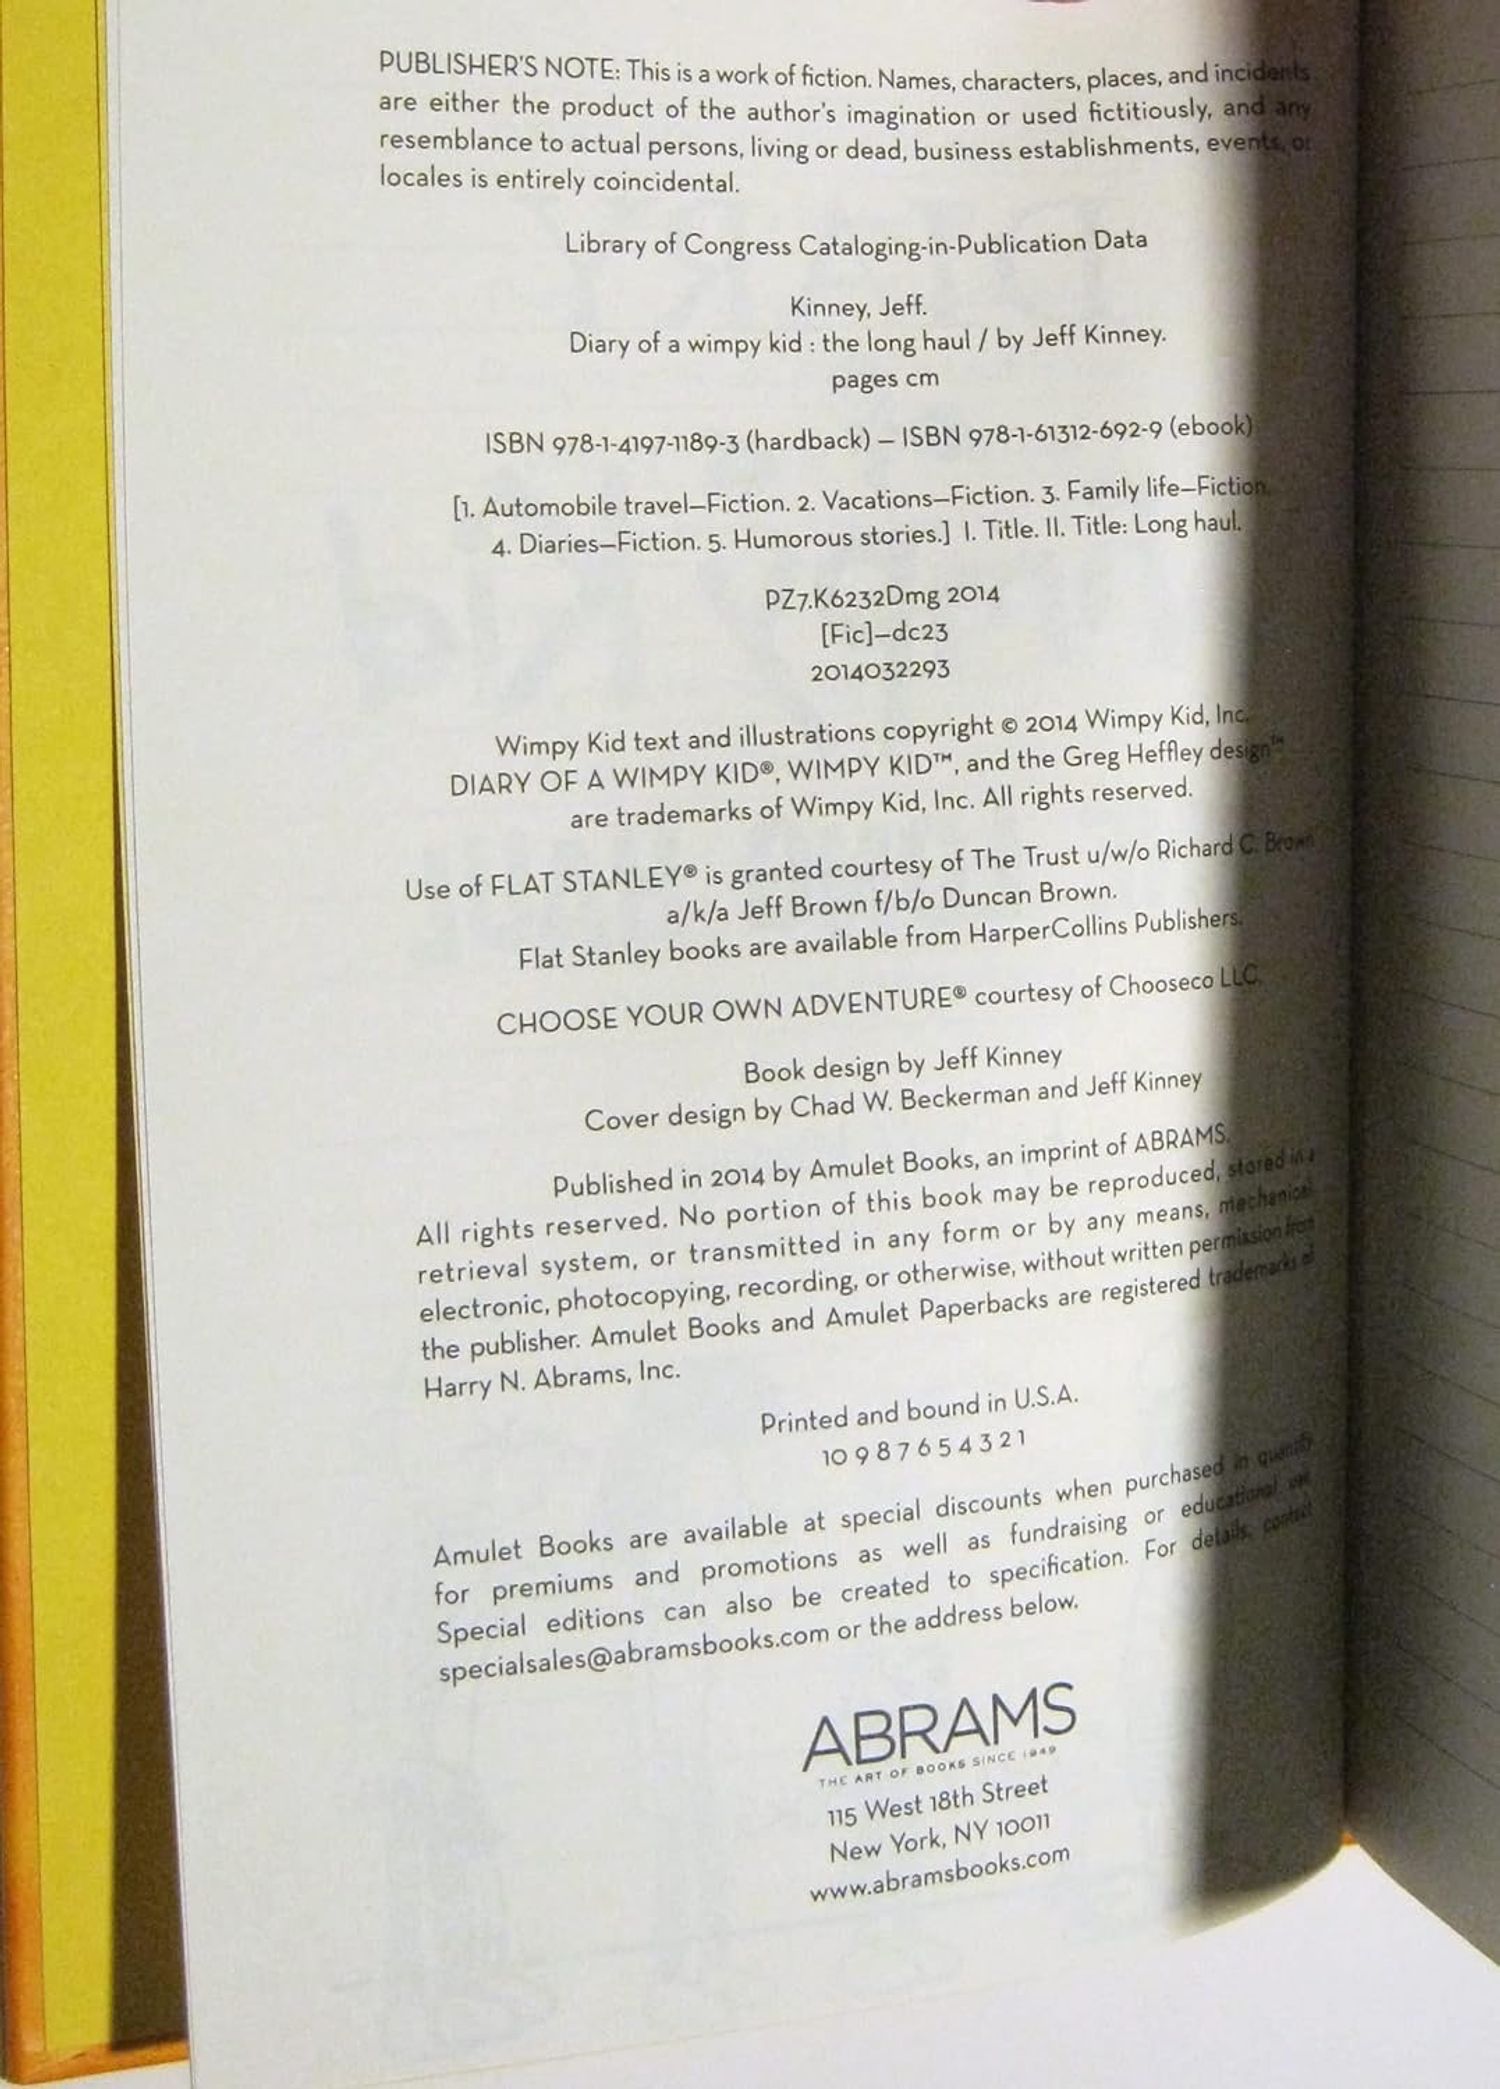 PUBLISHER'S NOTE: This is a work of fiction. Names, characters, places, and incidents
are either the product of the author's imagination or used fictitiously, and any
resemblance to actual persons, living or dead, business establishments, events, or
locales is entirely coincidental.
Library of Congress Cataloging-in-Publication Data
Kinney, Jeff.
Diary of a wimpy kid : the long haul / by Jeff Kinney.
pages cm
ISBN 978-1-4197-1189-3 (hardback) – ISBN 978-1-61312-692-9 (ebook)
[1. Automobile travel–Fiction. 2. Vacations–Fiction. 3. Family life–Fiction.
4. Diaries–Fiction. 5. Humorous stories.] I. Title. II. Title: Long haul.
PZ7.K6232Dmg 2014
[Fic]–dc23
2014032293
Wimpy Kid text and illustrations copyright © 2014 Wimpy Kid, Inc.
DIARY OF A WIMPY KID®, WIMPY KID™, and the Greg Heffley design™
are trademarks of Wimpy Kid, Inc. All rights reserved.
Use of FLAT STANLEY® is granted courtesy of The Trust u/w/o Richard C. Brown
a/k/a Jeff Brown f/b/o Duncan Brown.
Flat Stanley books are available from HarperCollins Publishers.
CHOOSE YOUR OWN ADVENTURE® courtesy of Chooseco LLC.
Book design by Jeff Kinney
Cover design by Chad W. Beckerman and Jeff Kinney
Published in 2014 by Amulet Books, an imprint of ABRAMS.
All rights reserved. No portion of this book may be reproduced, stored in a
retrieval system, or transmitted in any form or by any means, mechanical,
electronic, photocopying, recording, or otherwise, without written permission from
the publisher. Amulet Books and Amulet Paperbacks are registered trademarks of
Harry N. Abrams, Inc.
Printed and bound in U.S.A.
10 9 8 7 6 5 4 3 2 1
Amulet Books are available at special discounts when purchased in quantity
for premiums and promotions as well as fundraising or educational use.
Special editions can also be created to specification. For details, contact
specialsales@abramsbooks.com or the address below.
ABRAMS
THE ART OF BOOKS SINCE 1949
115 West 18th Street
New York, NY 10011
www.abramsbooks.com